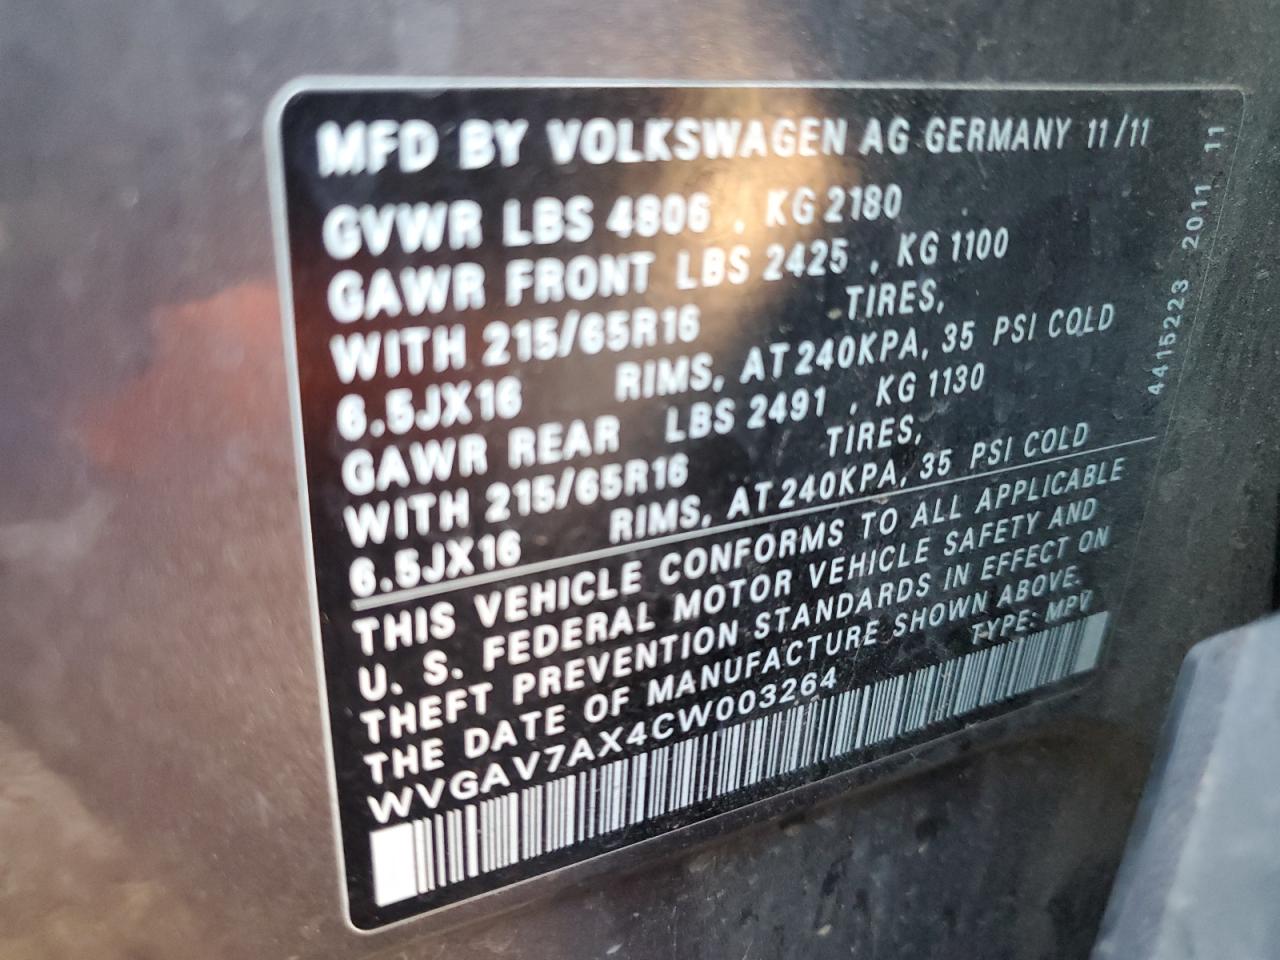 MFD BY VOLKSWAGEN AG GERMANY 11/11
GVWR LBS 4806 , KG 2180
GAWR FRONT LBS 2425 , KG 1100
WITH 215/65R16 TIRES,
6.5JX16 RIMS, AT 240KPA, 35 PSI COLD
GAWR REAR LBS 2491 , KG 1130
WITH 215/65R16 TIRES,
6.5JX16 RIMS, AT 240KPA, 35 PSI COLD
THIS VEHICLE CONFORMS TO ALL APPLICABLE
U. S. FEDERAL MOTOR VEHICLE SAFETY AND
THEFT PREVENTION STANDARDS IN EFFECT ON
THE DATE OF MANUFACTURE SHOWN ABOVE.
WVGAV7AX4CW003264 TYPE: MPV
4415223 2011 11